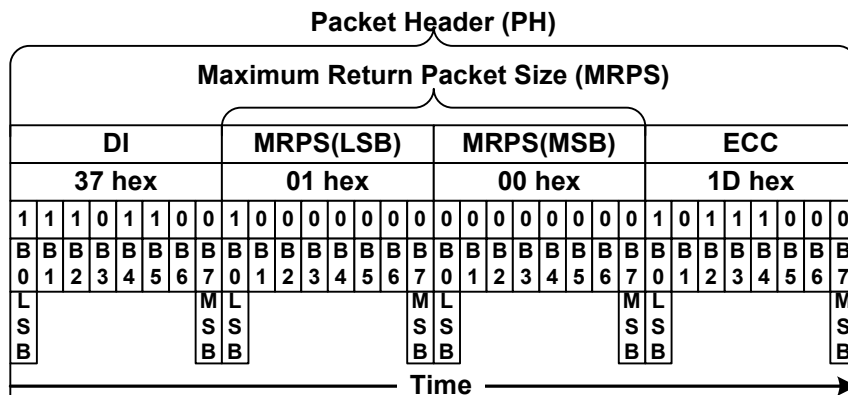 Packet Header (PH)
Maximum Return Packet Size (MRPS)
DI MRPS(LSB) MRPS(MSB) ECC
37 hex 01 hex 00 hex 1D hex
1 1 1 0 1 1 0 0 1 0 0 0 0 0 0 0 0 0 0 0 0 0 0 0 1 0 1 1 1 0 0 0
B B B B B B B B B B B B B B B B B B B B B B B B B B B B B B B B
0 1 2 3 4 5 6 7 0 1 2 3 4 5 6 7 0 1 2 3 4 5 6 7 0 1 2 3 4 5 6 7
L M L M L M L M
S S S S S S S S
B B B B B B B B
Time